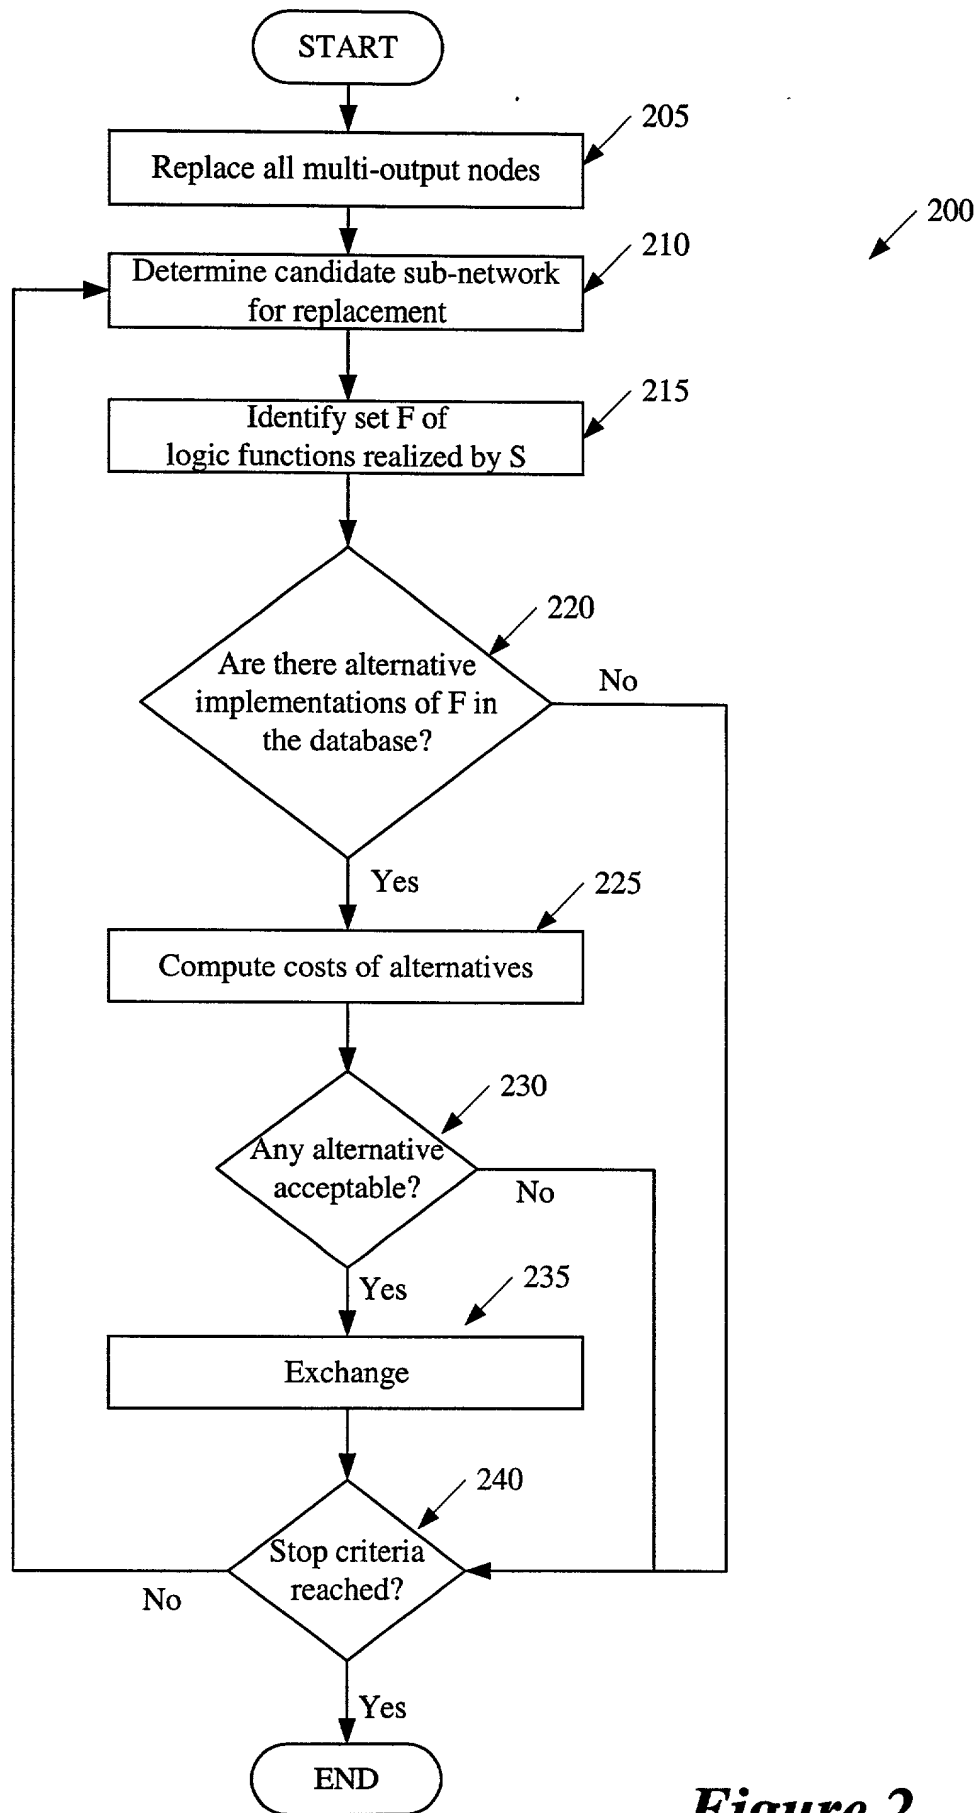 START
205
Replace all multi-output nodes
200
210
Determine candidate sub-network
for replacement
215
Identify set F of
logic functions realized by S
220
Are there alternative
implementations of F in
the database?
No
Yes
225
Compute costs of alternatives
230
Any alternative
acceptable?
No
Yes
235
Exchange
240
Stop criteria
reached?
No
Yes
END
Figure 2